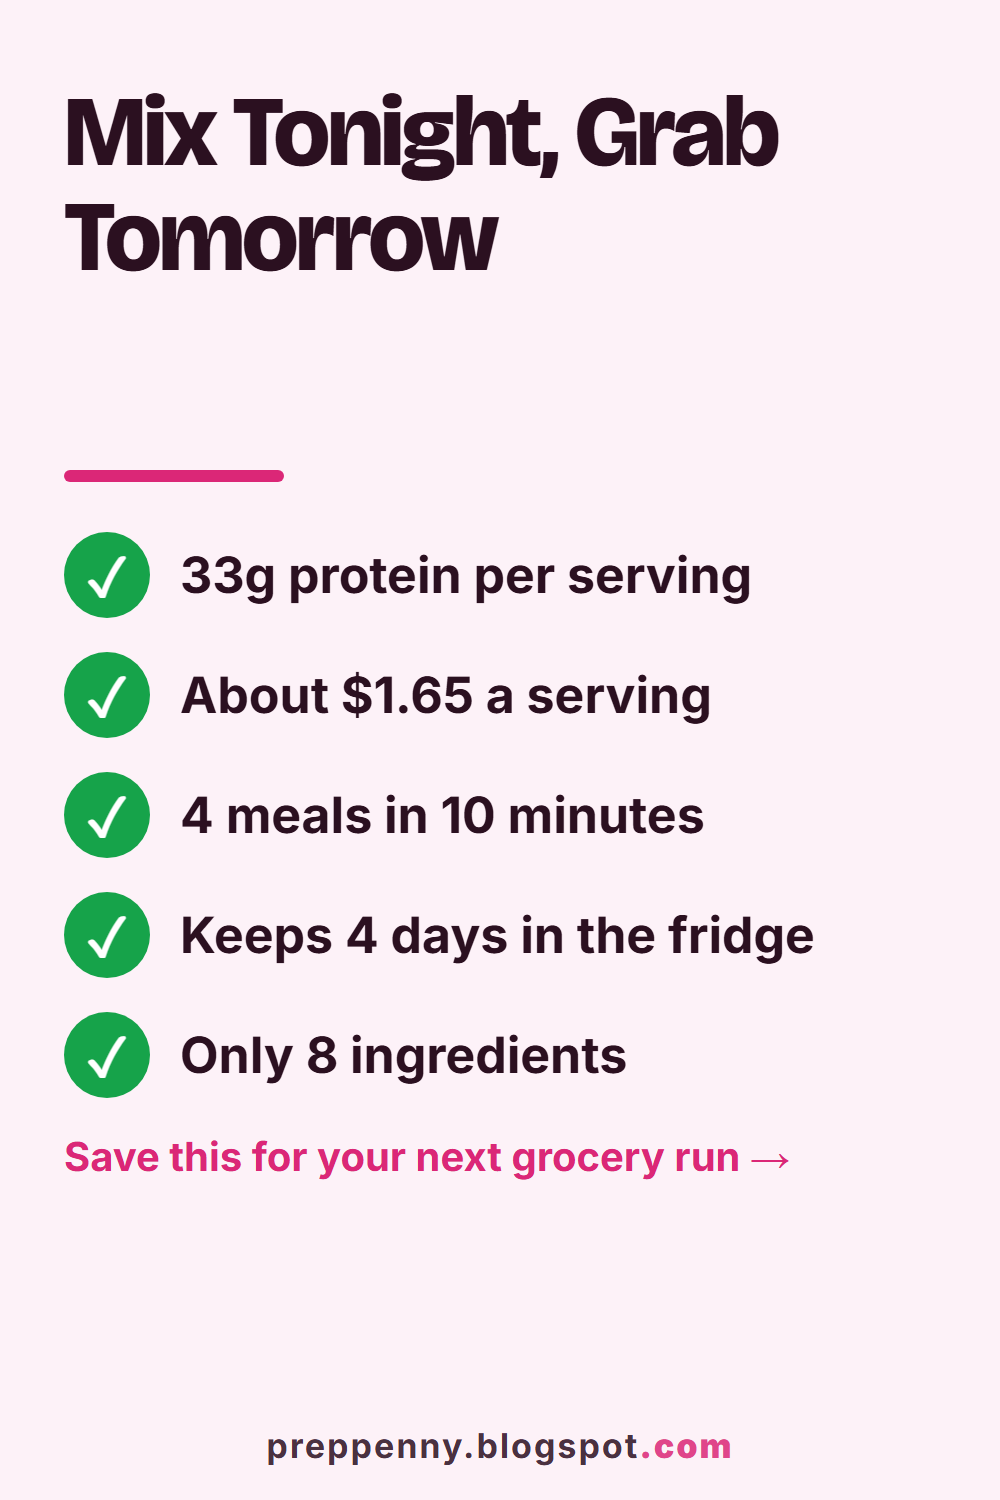 Mix Tonight, Grab
Tomorrow
✓ 33g protein per serving
✓ About $1.65 a serving
✓ 4 meals in 10 minutes
✓ Keeps 4 days in the fridge
✓ Only 8 ingredients
Save this for your next grocery run →
preppenny.blogspot.com